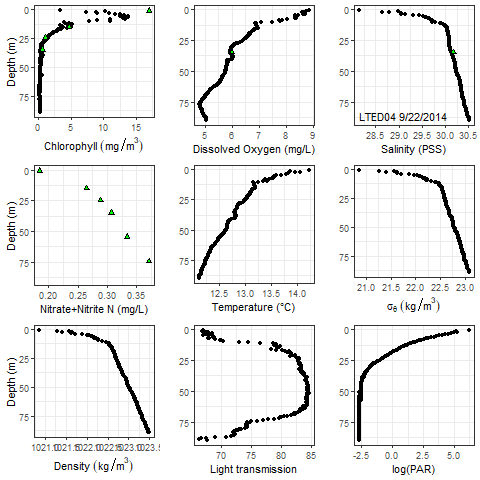 Depth (m)
0
25
50
75
0 5 10 15
Chlorophyll (mg/m³)
0
25
50
75
5 6 7 8 9
Dissolved Oxygen (mg/L)
0
25
50
75
LTED04 9/22/2014
28.5 29.0 29.5 30.0 30.5
Salinity (PSS)
Depth (m)
0
25
50
75
0.20 0.25 0.30 0.35
Nitrate+Nitrite N (mg/L)
0
25
50
75
12.5 13.0 13.5 14.0
Temperature (°C)
0
25
50
75
21.0 21.5 22.0 22.5 23.0
σθ (kg/m³)
Depth (m)
0
25
50
75
Density (kg/m³)
0
25
50
75
70 75 80 85
Light transmission
0
25
50
75
-2.5 0.0 2.5 5.0
log(PAR)